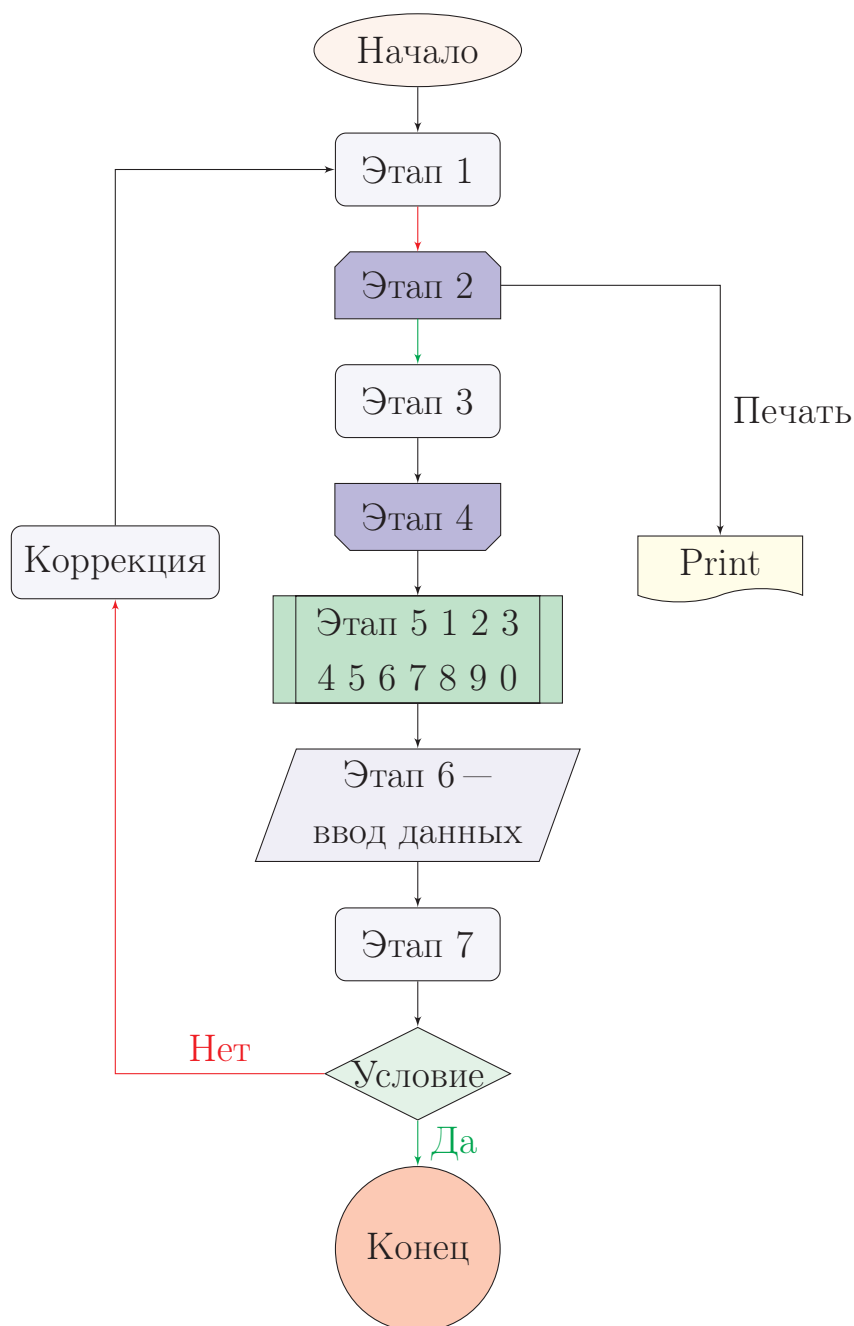 Начало
Этап 1
Этап 2
Этап 3
Печать
Этап 4
Коррекция
Print
Этап 5 1 2 3
4 5 6 7 8 9 0
Этап 6 —
ввод данных
Этап 7
Нет
Условие
Да
Конец